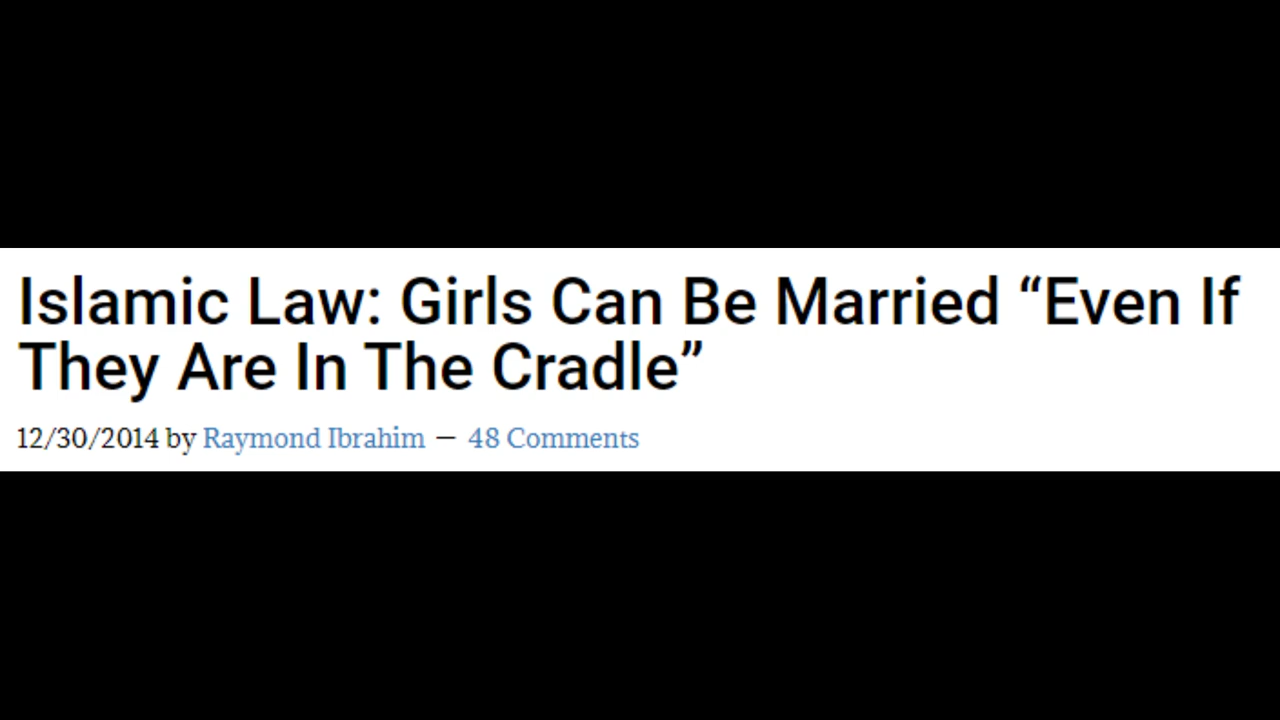 Islamic Law: Girls Can Be Married “Even If
They Are In The Cradle”
12/30/2014 by Raymond Ibrahim — 48 Comments